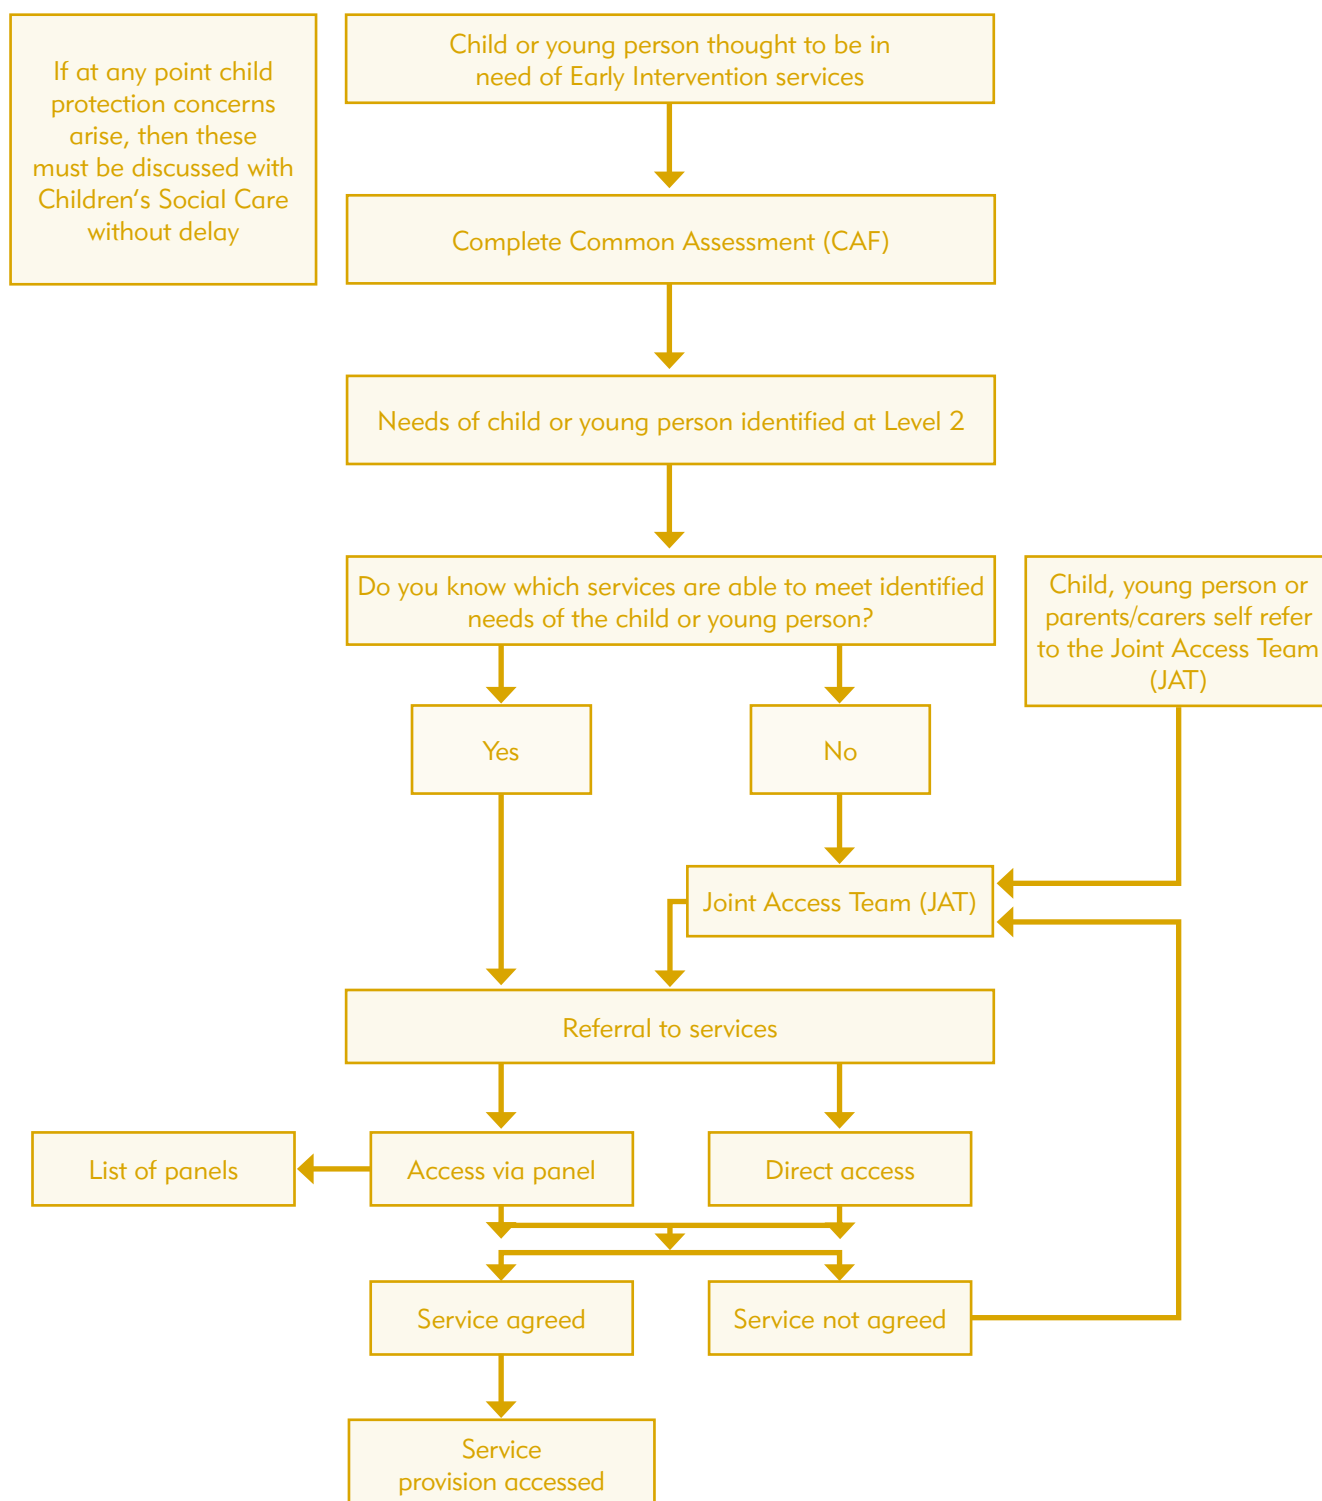 If at any point child
protection concerns
arise, then these
must be discussed with
Children’s Social Care
without delay
Child or young person thought to be in
need of Early Intervention services
Complete Common Assessment (CAF)
Needs of child or young person identified at Level 2
Do you know which services are able to meet identified
needs of the child or young person?
Child, young person or
parents/carers self refer
to the Joint Access Team
(JAT)
Yes
No
Joint Access Team (JAT)
Referral to services
List of panels
Access via panel
Direct access
Service agreed
Service not agreed
Service
provision accessed